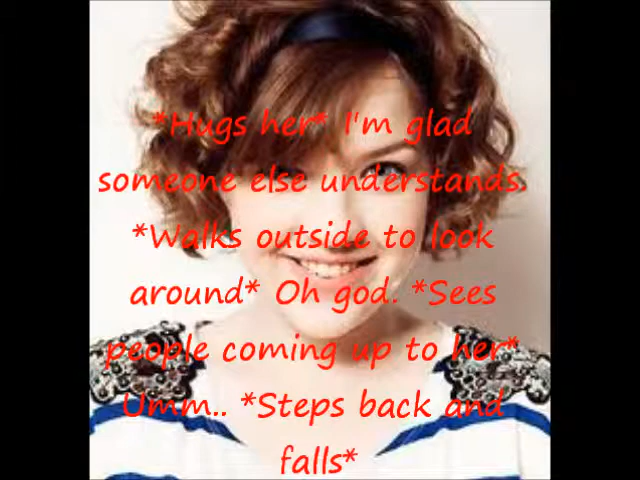 *Hugs her* I'm glad
someone else understands.
*Walks outside to look
around* Oh god. *Sees
people coming up to her*
Umm.. *Steps back and
falls*